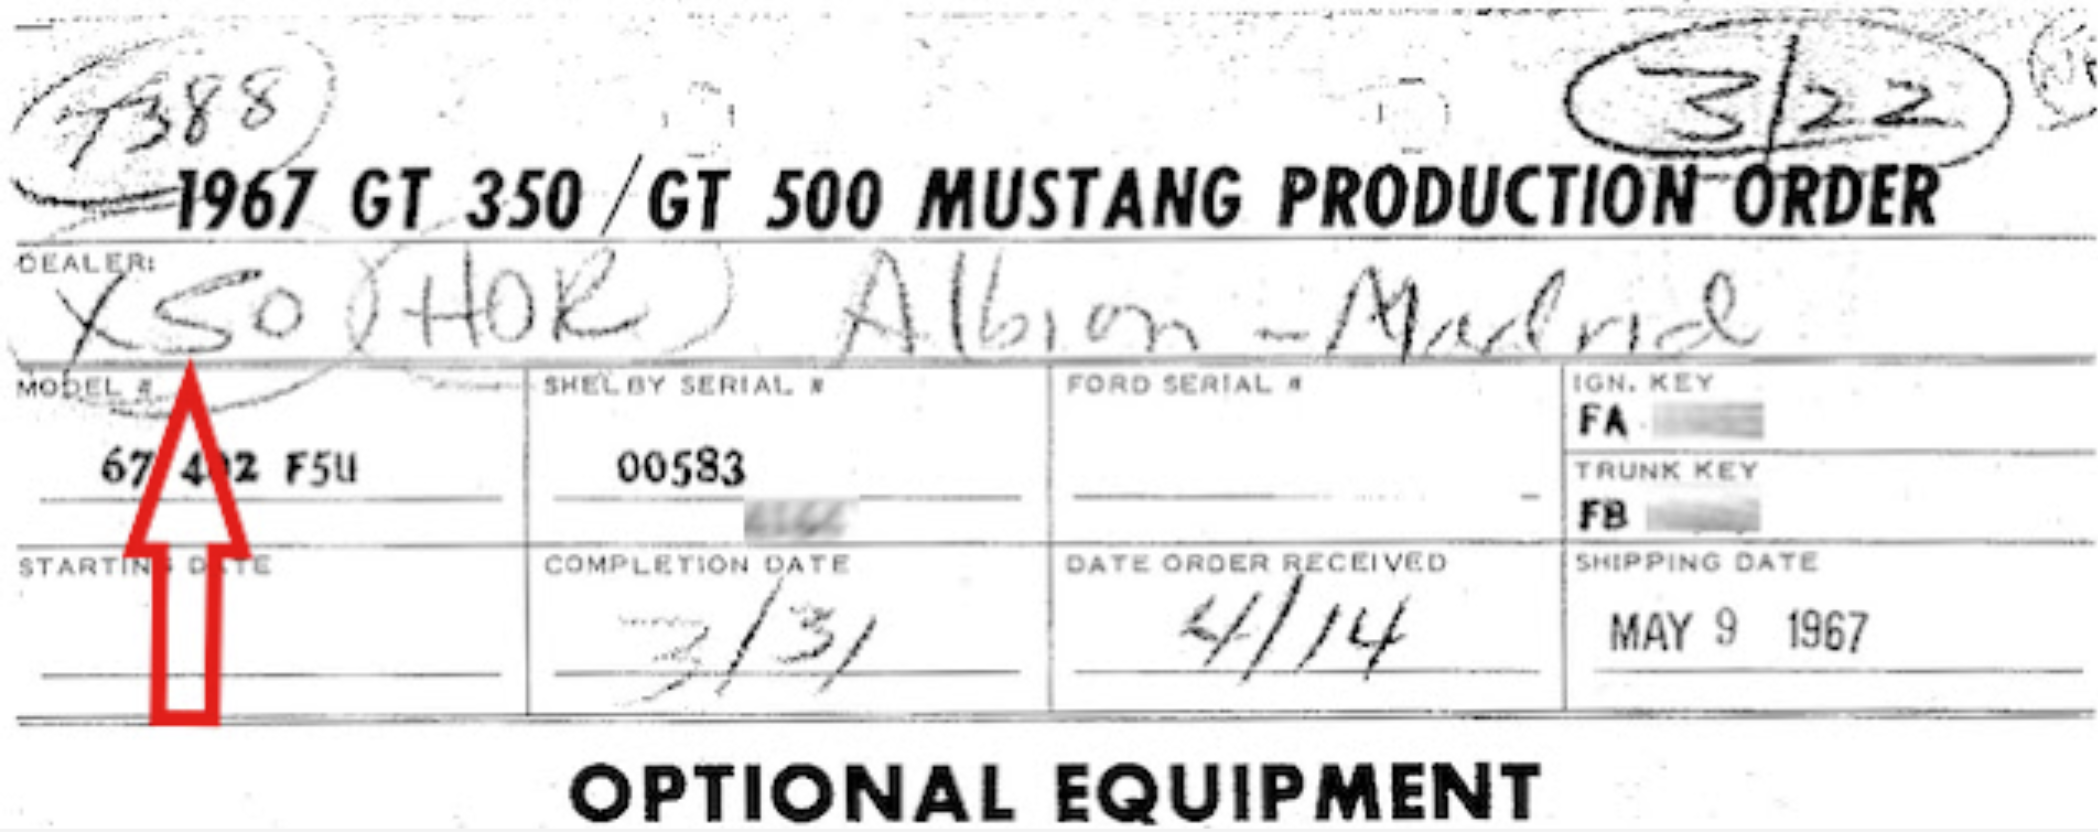 7388
3/22
1967 GT 350/GT 500 MUSTANG PRODUCTION ORDER
DEALER:
X50 (HOR) Albion - Madrid
MODEL #
67 402 F5U
SHELBY SERIAL #
00583
FORD SERIAL #
IGN. KEY
FA
TRUNK KEY
FB
STARTING DATE
COMPLETION DATE
3/31
DATE ORDER RECEIVED
4/14
SHIPPING DATE
MAY 9 1967
OPTIONAL EQUIPMENT